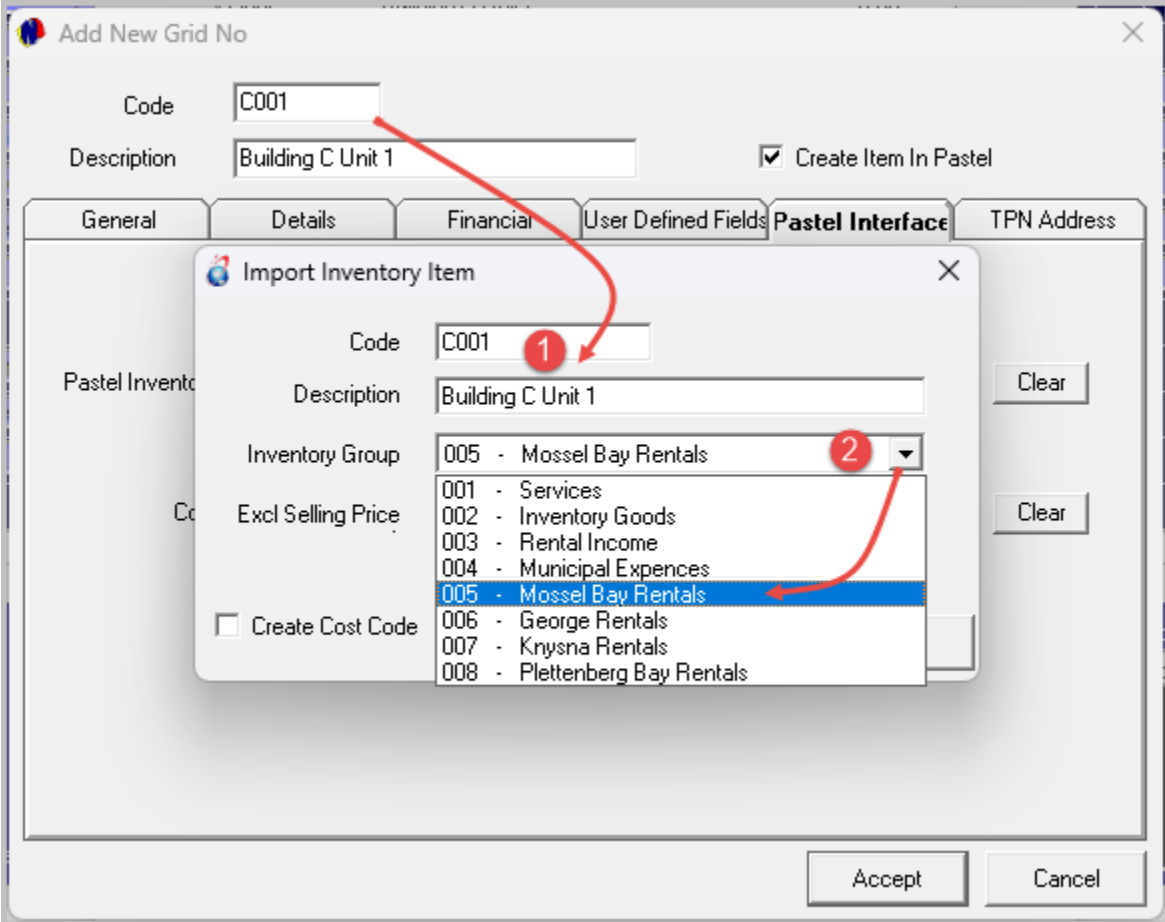 Add New Grid No
Code C001
Description Building C Unit 1 Create Item In Pastel
General Details Financial User Defined Fields Pastel Interface TPN Address
Import Inventory Item
Code C001 1
Pastel Clear
Description Building C Unit 1
Inventory Group 005 - Mossel Bay Rentals 2
001 - Services
Excl Selling Price 002 - Inventory Goods Clear
003 - Rental Income
004 - Municipal Expences
005 - Mossel Bay Rentals
Create Cost Code 006 - George Rentals
007 - Knysna Rentals
008 - Plettenberg Bay Rentals
Accept Cancel